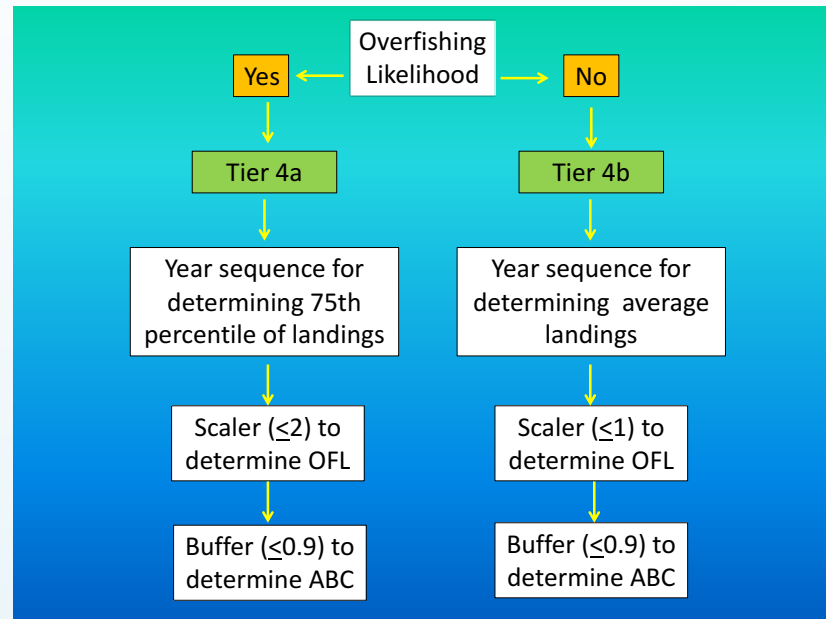 Overfishing
Likelihood
Yes
No
Tier 4a
Tier 4b
Year sequence for
determining 75th
percentile of landings
Year sequence for
determining average
landings
Scaler (≤2) to
determine OFL
Scaler (≤1) to
determine OFL
Buffer (≤0.9) to
determine ABC
Buffer (≤0.9) to
determine ABC